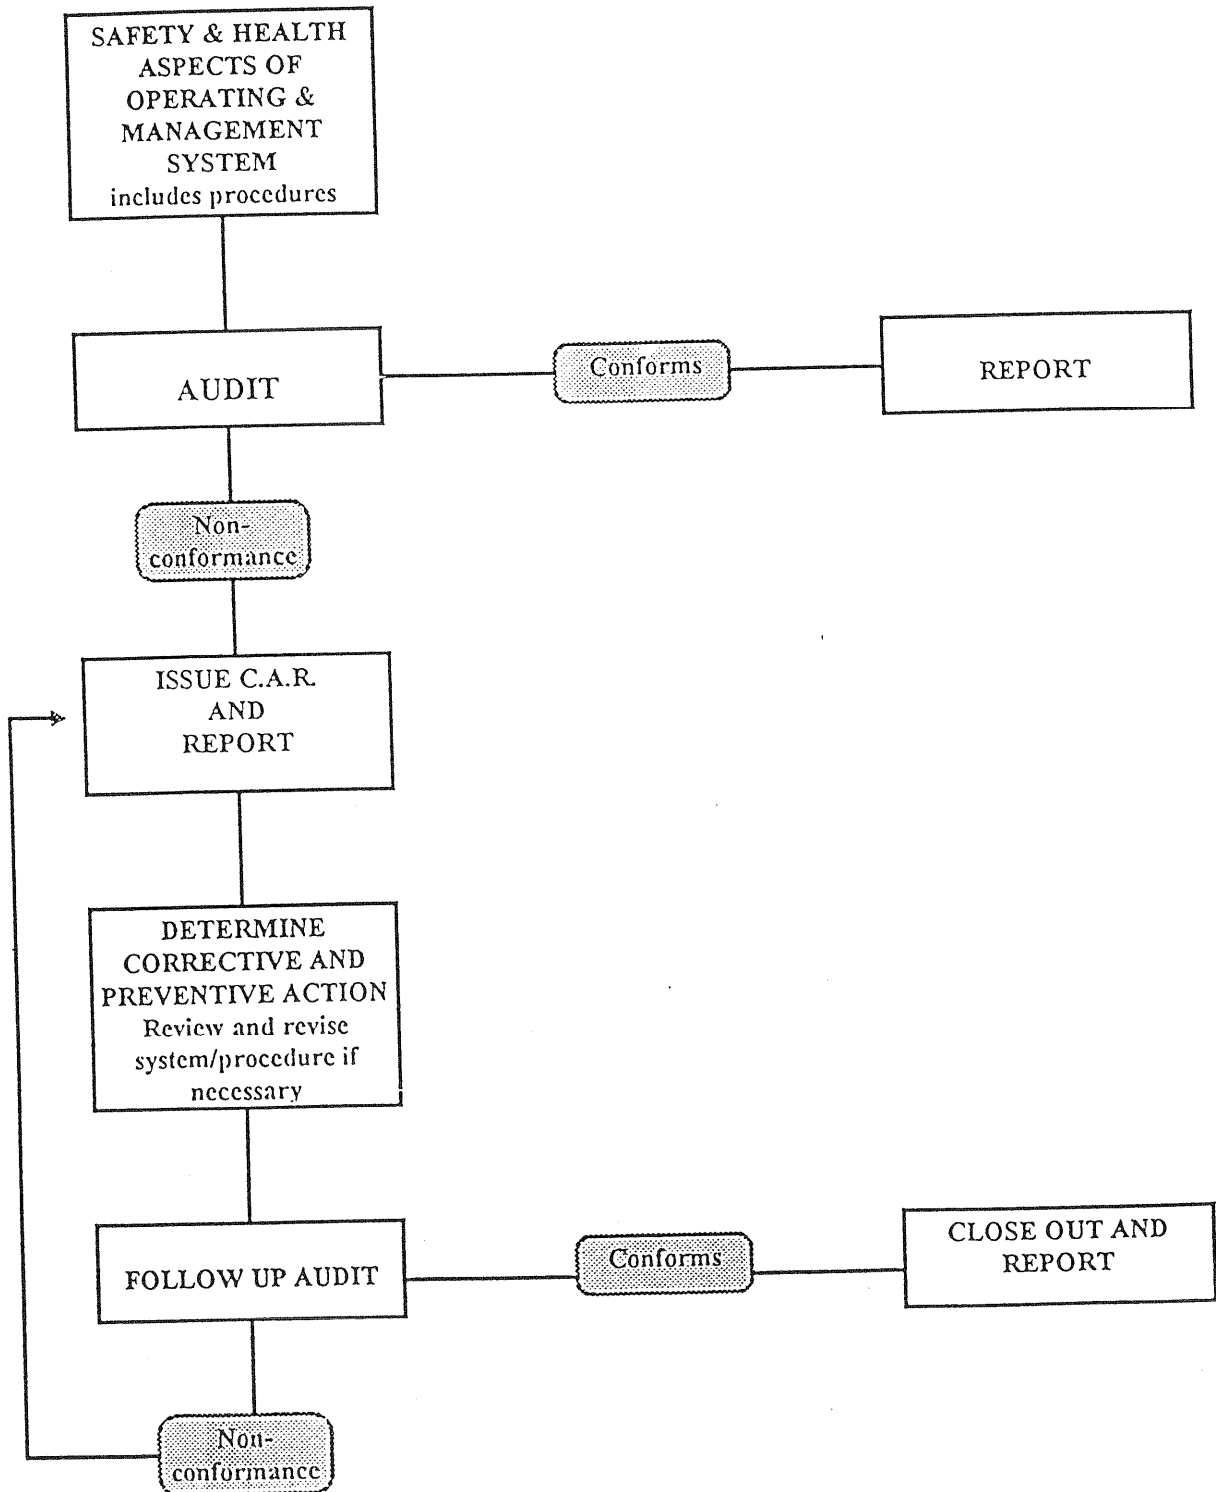 SAFETY & HEALTH
ASPECTS OF
OPERATING &
MANAGEMENT
SYSTEM
includes procedures
AUDIT
Conforms
REPORT
Non-
conformance
ISSUE C.A.R.
AND
REPORT
DETERMINE
CORRECTIVE AND
PREVENTIVE ACTION
Review and revise
system/procedure if
necessary
FOLLOW UP AUDIT
Conforms
CLOSE OUT AND
REPORT
Non-
conformance